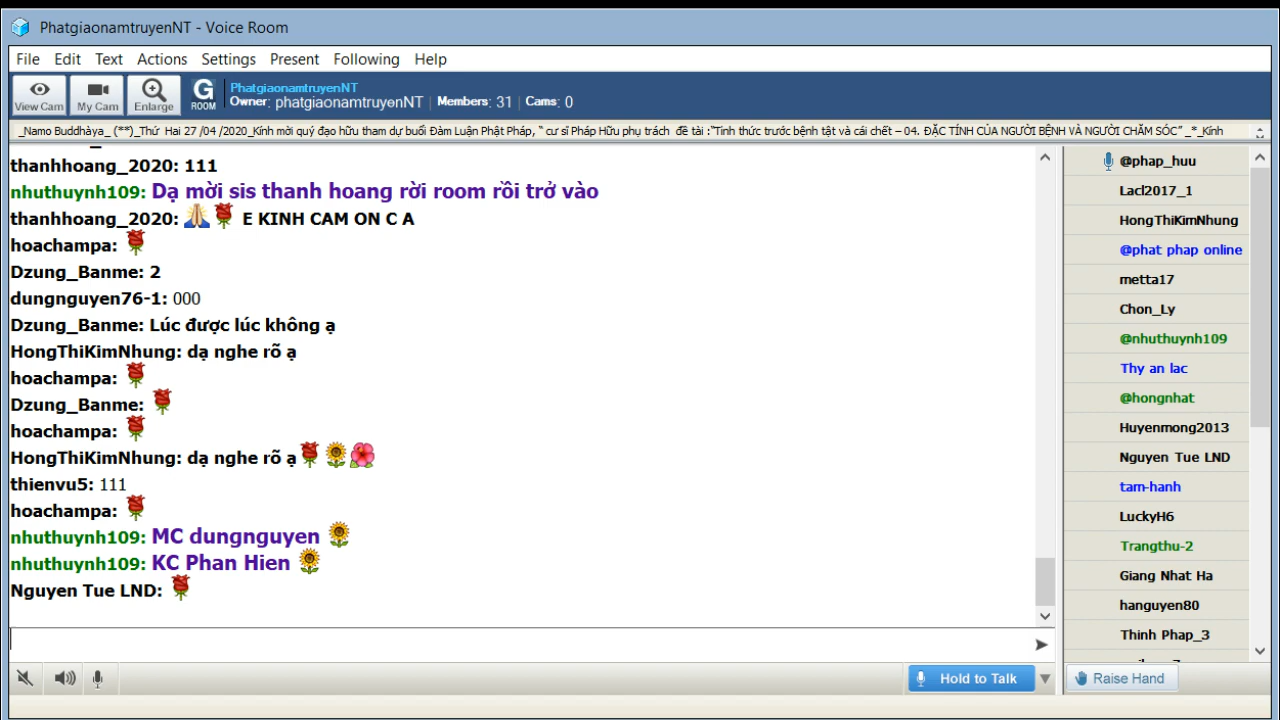 PhatgiaonamtruyenNT - Voice Room
File Edit Text Actions Settings Present Following Help
View Cam My Cam Enlarge G ROOM
PhatgiaonamtruyenNT
Owner: phatgiaonamtruyenNT | Members: 31 | Cams: 0
_Namo Buddhàya_ (**)_Thứ Hai 27 /04 /2020_Kính mời quý đạo hữu tham dự buổi Đàm Luận Phật Pháp, “ cư sĩ Pháp Hữu phụ trách đề tài :“Tỉnh thức trước bệnh tật và cái chết – 04. ĐẶC TÍNH CỦA NGƯỜI BỆNH VÀ NGƯỜI CHĂM SÓC” _*_Kính
thanhhoang_2020: 111
nhuthuynh109: Dạ mời sis thanh hoang rời room rồi trở vào
thanhhoang_2020: 🙏🌹 E KINH CAM ON C A
hoachampa: 🌹
Dzung_Banme: 2
dungnguyen76-1: 000
Dzung_Banme: Lúc được lúc không ạ
HongThiKimNhung: dạ nghe rõ ạ
hoachampa: 🌹
Dzung_Banme: 🌹
hoachampa: 🌹
HongThiKimNhung: dạ nghe rõ ạ🌹🌻🌺
thienvu5: 111
hoachampa: 🌹
nhuthuynh109: MC dungnguyen 🌻
nhuthuynh109: KC Phan Hien 🌻
Nguyen Tue LND: 🌹
@phap_huu
Lacl2017_1
HongThiKimNhung
@phat phap online
metta17
Chon_Ly
@nhuthuynh109
Thy an lac
@hongnhat
Huyenmong2013
Nguyen Tue LND
tam-hanh
LuckyH6
Trangthu-2
Giang Nhat Ha
hanguyen80
Thinh Phap_3
Hold to Talk
Raise Hand